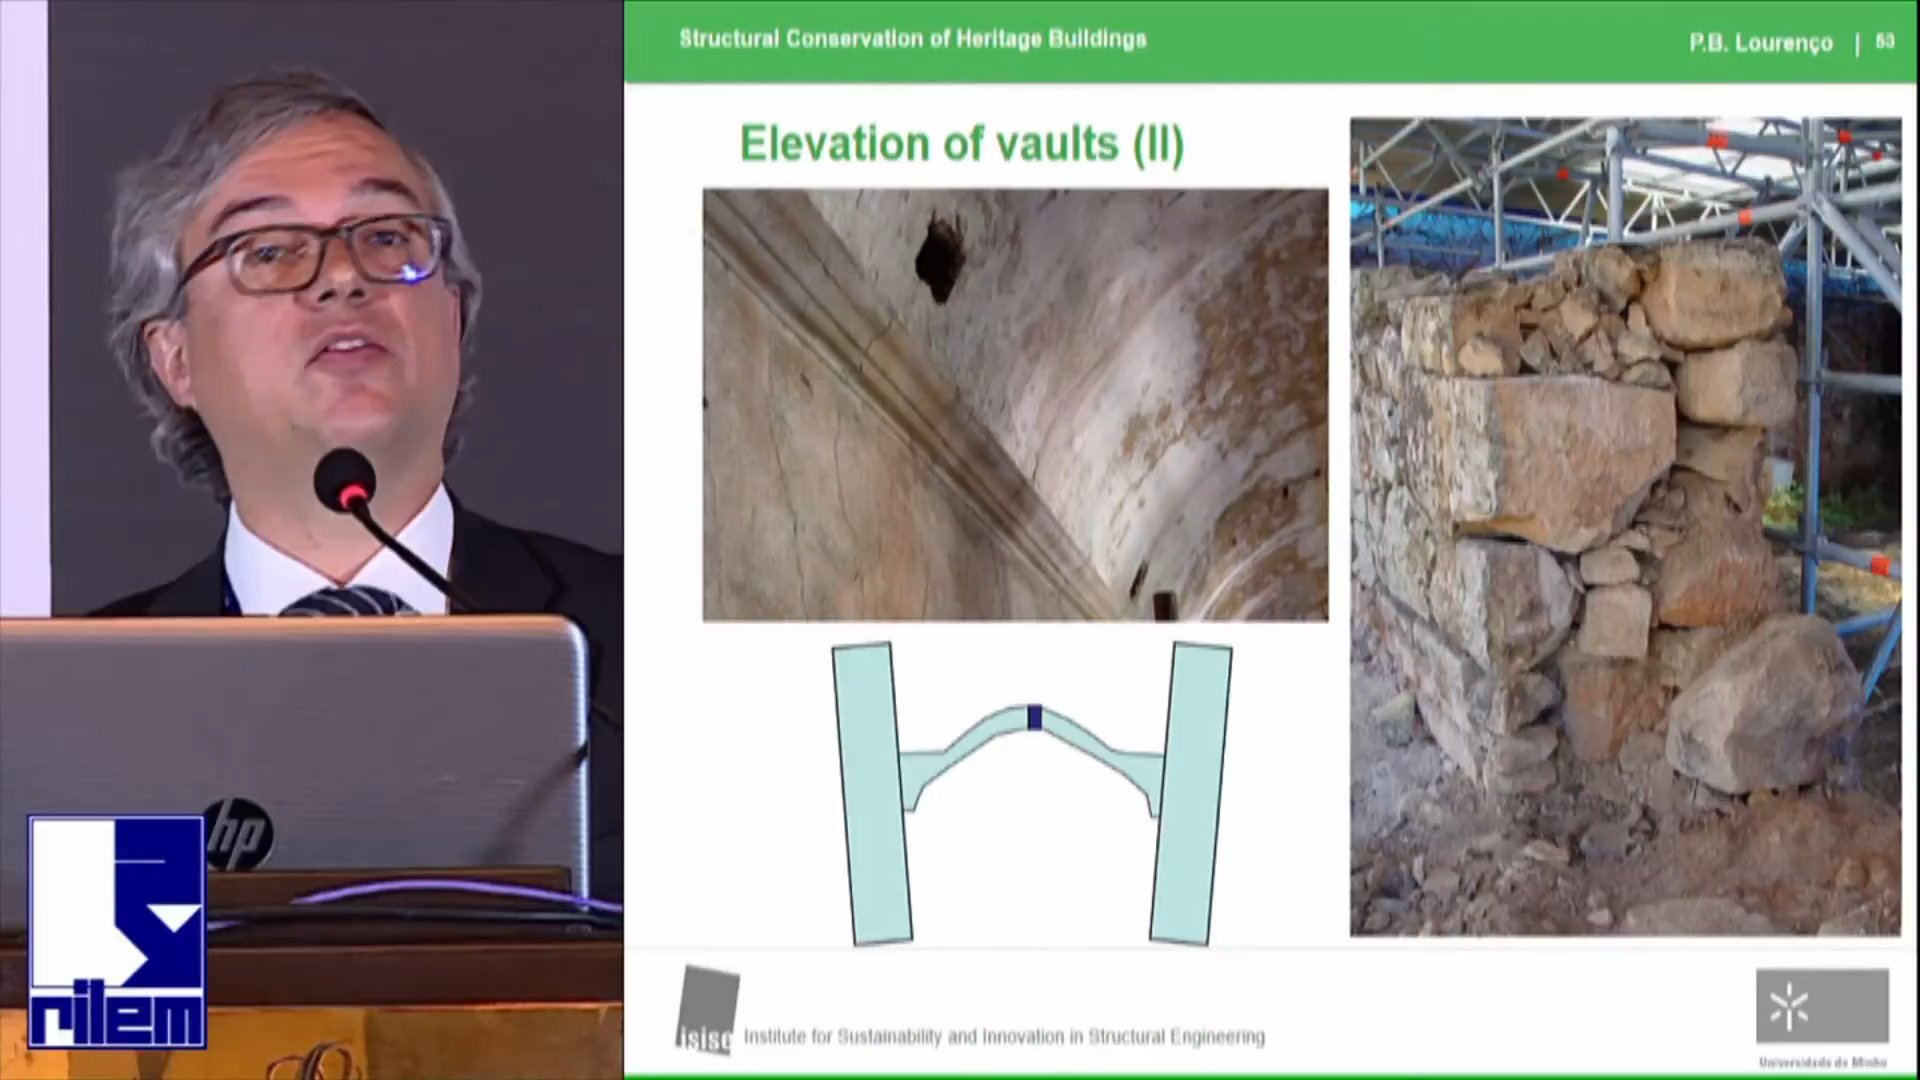 Structural Conservation of Heritage Buildings
P.B. Lourenço | 53
Elevation of vaults (II)
hp
rilem
isise
Institute for Sustainability and Innovation in Structural Engineering
Universidade do Minho